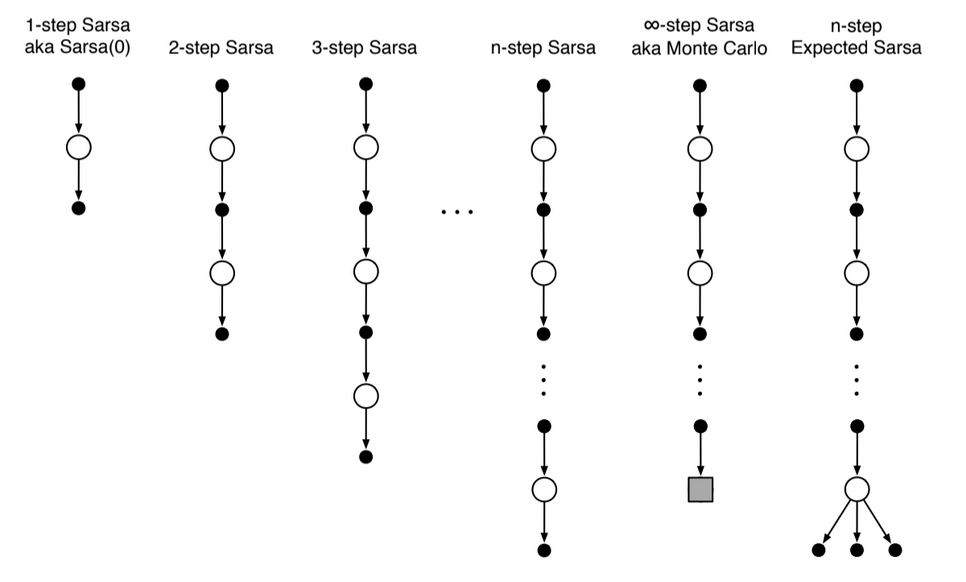 1-step Sarsa
aka Sarsa(0)
2-step Sarsa
3-step Sarsa
n-step Sarsa
∞-step Sarsa
aka Monte Carlo
n-step
Expected Sarsa